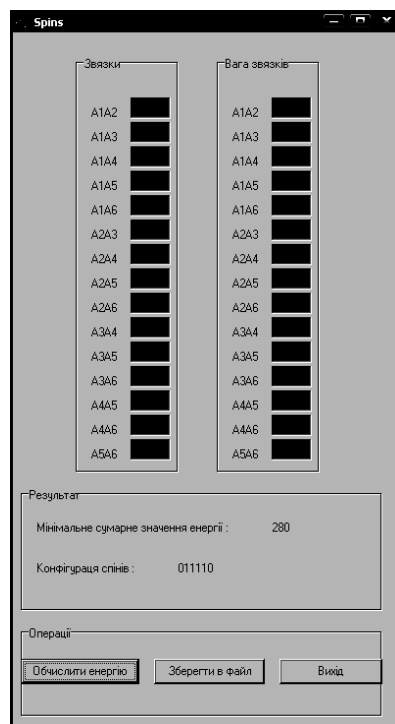 Spins
Звязки Вага звязків
A1A2 A1A2
A1A3 A1A3
A1A4 A1A4
A1A5 A1A5
A1A6 A1A6
A2A3 A2A3
A2A4 A2A4
A2A5 A2A5
A2A6 A2A6
A3A4 A3A4
A3A5 A3A5
A3A6 A3A6
A4A5 A4A5
A4A6 A4A6
A5A6 A5A6
Результат
Мінімальне сумарне значення енергії : 280
Конфігураця спінів : 011110
Операції
Обчислити енергію Зберегти в файл Вихід